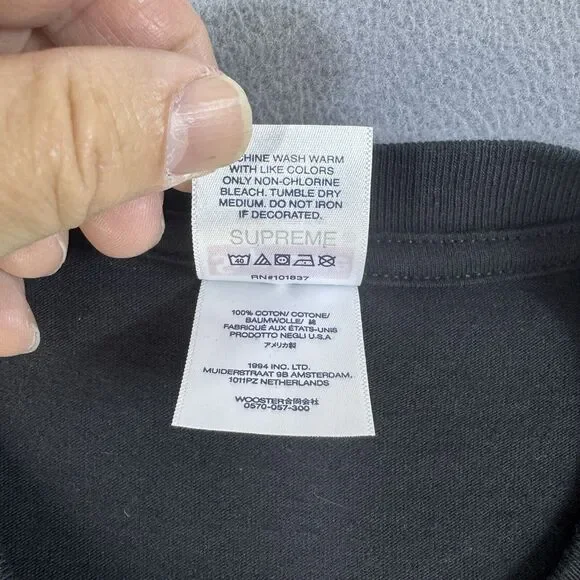 CHINE WASH WARM
WITH LIKE COLORS
ONLY NON-CHLORINE
BLEACH. TUMBLE DRY
MEDIUM. DO NOT IRON
IF DECORATED.
SUPREME
40
RN#101837
100% COTON/ COTONE/
BAUMWOLLE/ 綿
FABRIQUÉ AUX ÉTATS-UNIS
PRODOTTO NEGLI U.S.A
アメリカ製
1994 INC. LTD.
MUIDERSTRAAT 9B AMSTERDAM,
1011PZ NETHERLANDS
WOOSTER合同会社
0570-057-300